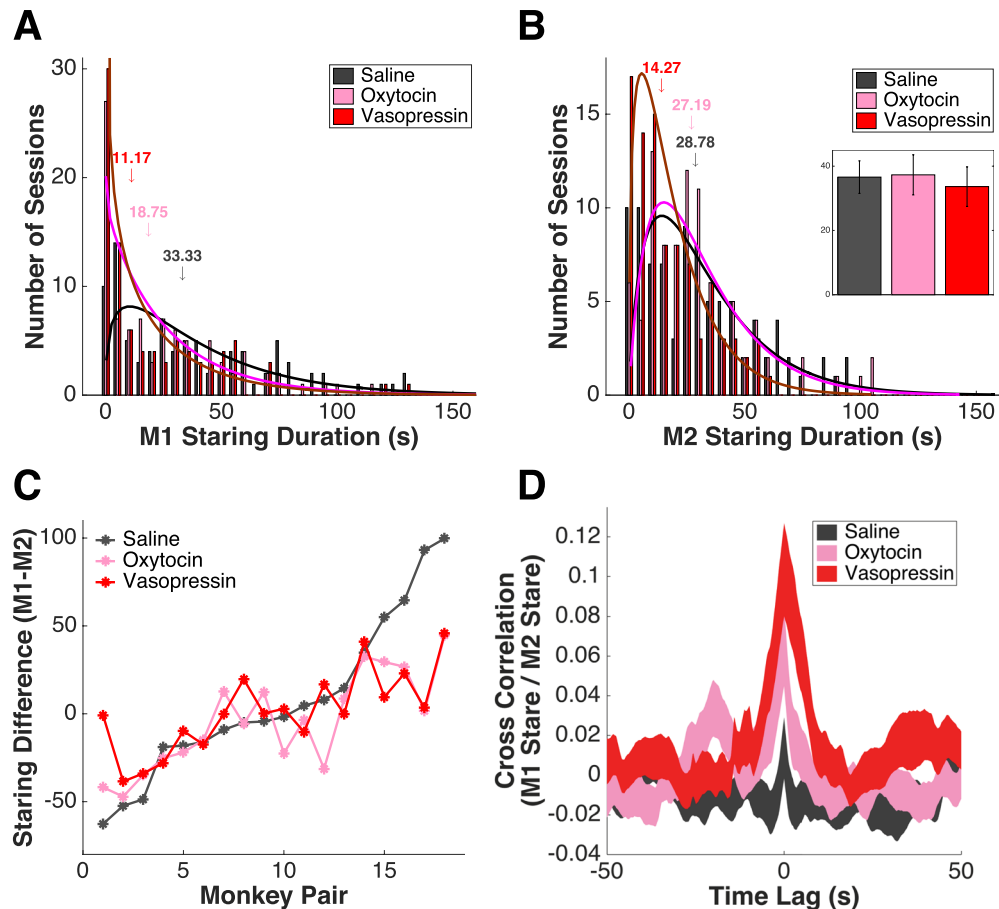 A
Number of Sessions
30
20
10
0
Saline
Oxytocin
Vasopressin
11.17
18.75
33.33
0 50 100 150
M1 Staring Duration (s)
B
Number of Sessions
15
10
5
0
14.27
27.19
28.78
Saline
Oxytocin
Vasopressin
40
20
0
0 50 100 150
M2 Staring Duration (s)
C
Staring Difference (M1-M2)
100
50
0
-50
Saline
Oxytocin
Vasopressin
0 5 10 15
Monkey Pair
D
Cross Correlation
(M1 Stare / M2 Stare)
0.12
0.1
0.08
0.06
0.04
0.02
0
-0.02
-0.04
Saline
Oxytocin
Vasopressin
-50 0 50
Time Lag (s)